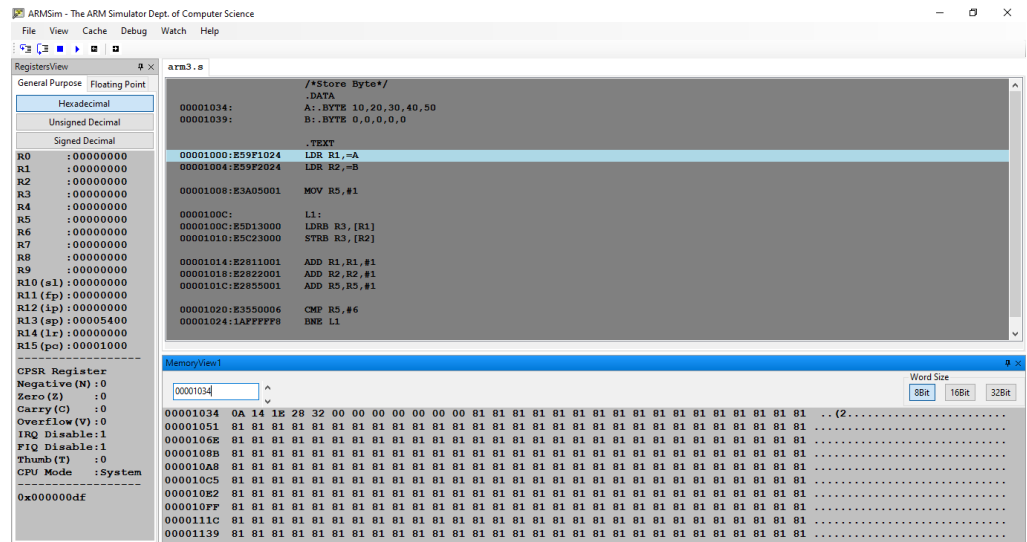 ARMSim - The ARM Simulator Dept. of Computer Science
File View Cache Debug Watch Help
RegistersView
General Purpose Floating Point
Hexadecimal
Unsigned Decimal
Signed Decimal
R0 :00000000
R1 :00000000
R2 :00000000
R3 :00000000
R4 :00000000
R5 :00000000
R6 :00000000
R7 :00000000
R8 :00000000
R9 :00000000
R10(sl):00000000
R11(fp):00000000
R12(ip):00000000
R13(sp):00005400
R14(lr):00000000
R15(pc):00001000
------------------
CPSR Register
Negative(N):0
Zero(Z) :0
Carry(C) :0
Overflow(V):0
IRQ Disable:1
FIQ Disable:1
Thumb(T) :0
CPU Mode :System
------------------
0x000000df
arm3.s
/*Store Byte*/
.DATA
00001034: A:.BYTE 10,20,30,40,50
00001039: B:.BYTE 0,0,0,0,0
.TEXT
00001000:E59F1024 LDR R1,=A
00001004:E59F2024 LDR R2,=B
00001008:E3A05001 MOV R5,#1
0000100C: L1:
0000100C:E5D13000 LDRB R3,[R1]
00001010:E5C23000 STRB R3,[R2]
00001014:E2811001 ADD R1,R1,#1
00001018:E2822001 ADD R2,R2,#1
0000101C:E2855001 ADD R5,R5,#1
00001020:E3550006 CMP R5,#6
00001024:1AFFFFF8 BNE L1
MemoryView1
00001034
Word Size
8Bit 16Bit 32Bit
00001034 0A 14 1E 28 32 00 00 00 00 00 00 00 81 81 81 81 81 81 81 81 81 81 81 81 81 81 81 81 81 ..(2.........................
00001051 81 81 81 81 81 81 81 81 81 81 81 81 81 81 81 81 81 81 81 81 81 81 81 81 81 81 81 81 81 .............................
0000106E 81 81 81 81 81 81 81 81 81 81 81 81 81 81 81 81 81 81 81 81 81 81 81 81 81 81 81 81 81 .............................
0000108B 81 81 81 81 81 81 81 81 81 81 81 81 81 81 81 81 81 81 81 81 81 81 81 81 81 81 81 81 81 .............................
000010A8 81 81 81 81 81 81 81 81 81 81 81 81 81 81 81 81 81 81 81 81 81 81 81 81 81 81 81 81 81 .............................
000010C5 81 81 81 81 81 81 81 81 81 81 81 81 81 81 81 81 81 81 81 81 81 81 81 81 81 81 81 81 81 .............................
000010E2 81 81 81 81 81 81 81 81 81 81 81 81 81 81 81 81 81 81 81 81 81 81 81 81 81 81 81 81 81 .............................
000010FF 81 81 81 81 81 81 81 81 81 81 81 81 81 81 81 81 81 81 81 81 81 81 81 81 81 81 81 81 81 .............................
0000111C 81 81 81 81 81 81 81 81 81 81 81 81 81 81 81 81 81 81 81 81 81 81 81 81 81 81 81 81 81 .............................
00001139 81 81 81 81 81 81 81 81 81 81 81 81 81 81 81 81 81 81 81 81 81 81 81 81 81 81 81 81 81 .............................